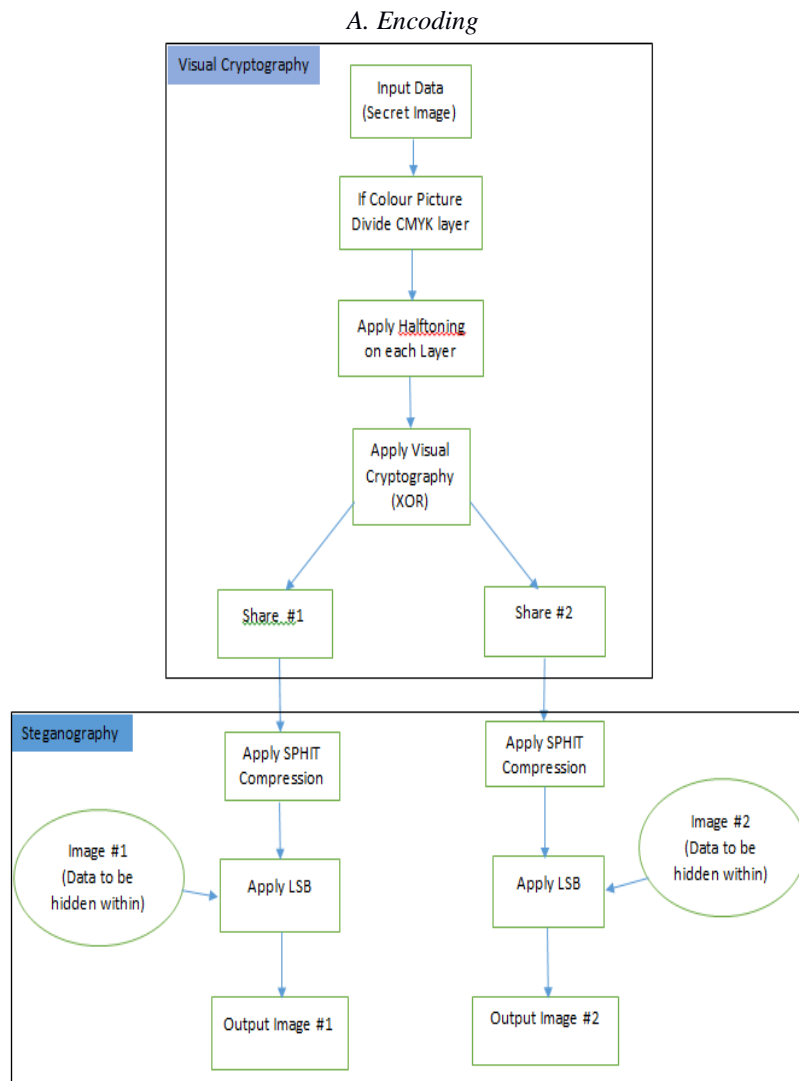 A. Encoding
Visual Cryptography
Input Data
(Secret Image)
If Colour Picture
Divide CMYK layer
Apply Halftoning
on each Layer
Apply Visual
Cryptography
(XOR)
Share #1
Share #2
Steganography
Apply SPHIT
Compression
Apply SPHIT
Compression
Image #1
(Data to be
hidden within)
Apply LSB
Apply LSB
Image #2
(Data to be
hidden within)
Output Image #1
Output Image #2